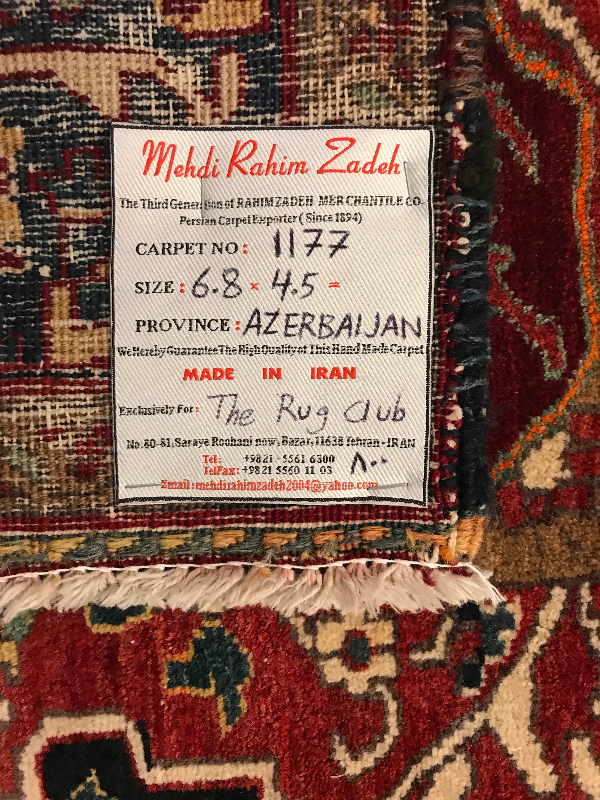 Mehdi Rahim Zadeh
The Third Generation of RAHIMZADEH MERCHANTILE CO.
Persian Carpet Exporter (Since 1894)
CARPET NO: 1177
SIZE: 6.8 × 4.5 =
PROVINCE: AZERBAIJAN
We Hereby Guarantee The High Quality of This Hand Made Carpet
MADE IN IRAN
Exclusively For: The Rug Club
No.80-81, Saraye Roohani now, Bazar, 11638 Tehran-IRAN
Tel: +9821-5561 6300
TelFax: +9821 5560 11 03 ۸۰۰
Email: mehdirahimzadeh2004@yahoo.com